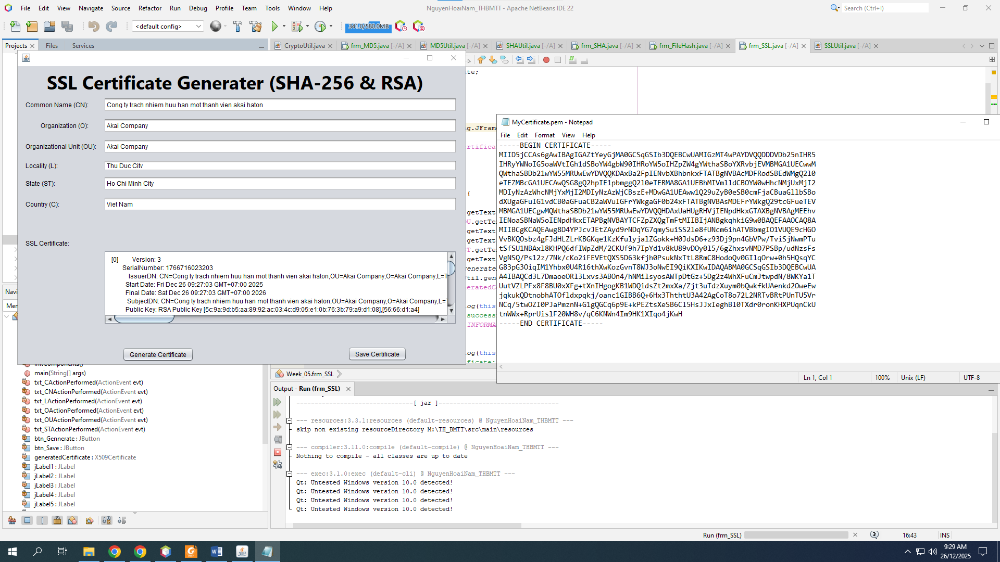 File Edit View Navigate Source Refactor Run Debug Profile Team Tools Window Help
NguyenHoaiNam_THBMTT - Apache NetBeans IDE 22
Search (Ctrl+I)
<default config>
341.0/580.0MB
Projects Files Services
CryptoUtil.java frm_MD5.java [-/A] MD5Util.java [-/A] SHAUtil.java [-/A] frm_SHA.java [-/A] frm_FileHash.java [-/A] frm_SSL.java [-/A] SSLUtil.java [-/A]
SSL Certificate Generater (SHA-256 & RSA)
Common Name (CN): Cong ty trach nhiem huu han mot thanh vien akai haton
Organization (O): Akai Company
Organizational Unit (OU): Akai Company
Locality (L): Thu Duc City
State (ST): Ho Chi Minh City
Country (C): Viet Nam
SSL Certificate:
[0] Version: 3
SerialNumber: 1766716023203
IssuerDN: CN=Cong ty trach nhiem huu han mot thanh vien akai haton,OU=Akai Company,O=Akai Company,L=T
Start Date: Fri Dec 26 09:27:03 GMT+07:00 2025
Final Date: Sat Dec 26 09:27:03 GMT+07:00 2026
SubjectDN: CN=Cong ty trach nhiem huu han mot thanh vien akai haton,OU=Akai Company,O=Akai Company,L=T
Public Key: RSA Public Key [5c:9a:9d:b5:aa:89:92:ac:03:4c:d9:05:e1:0b:76:3b:79:a9:d1:08],[56:66:d1:a4]
Generate Certificate
Save Certificate
ate;
ng.JFram
ertifica
{
getText
U.getTe
getText
getText
ST.getTe
getText
generate
Util.gen
neratedC
log(this
success
INFORMA
log(this
ficate:
MyCertificate.pem - Notepad
File Edit Format View Help
-----BEGIN CERTIFICATE-----
MIID5jCCAs6gAwIBAgIGAZtYeyGjMA0GCSqGSIb3DQEBCwUAMIGzMT4wPAYDVQQDDDVDb25nIHR5
IHRyYWNoIG5oaWVtIGh1dSBoYW4gbW90IHRoYW5oIHZpZW4gYWthaSBoYXRvbjEVMBMGA1UECwwM
QWthaSBDb21wYW55MRUwEwYDVQQKDAxBa2FpIENvbXBhbnkxFTATBgNVBAcMDFRodSBEdWMgQ2l0
eTEZMBcGA1UECAwQSG8gQ2hpIE1pbmggQ2l0eTERMA8GA1UEBhMIVmlldCBOYW0wHhcNMjUxMjI2
MDIyNzAzWhcNMjYxMjI2MDIyNzAzWjCBszE+MDwGA1UEAww1Q29uZyB0eSB0cmFjaCBuaGllbSBo
dXUgaGFuIG1vdCB0aGFuaCB2aWVuIGFrYWkgaGF0b24xFTATBgNVBAsMDEFrYWkgQ29tcGFueTEV
MBMGA1UECgwMQWthaSBDb21wYW55MRUwEwYDVQQHDAxUaHUgRHVjIENpdHkxGTAXBgNVBAgMEEhv
IENoaSBNaW5oIENpdHkxETAPBgNVBAYTCFZpZXQgTmFtMIIBIjANBgkqhkiG9w0BAQEFAAOCAQ8A
MIIBCgKCAQEAwg8D4YPJcvJEtZAyd9rNDqYG7qmySuiSS2le8fUNcm6ihATVBbmgIO1VUQE9cHGO
VvBKQOsbz4gFJdHLZLrKBGKqe1KzKfulyjalZGokk+H0JdsD6+z93Dj9pn4GbVPw/TviSjNwmPTu
tSfSU1NBAxl8KHPQ6dfIWpZdM/2CKUf9h7IpYd1v8kU89vDOy0l5/6gZhxsvNMD7PSBp/udNzsFs
VgNSQ/Ps12z/7Nk/cKo2iFEVEtQXS5D63kfjh0PsukNxTtL8RmC8HodoQv0GIlqOrw+0h5HQsqYC
G83pG3OiqIM1Yhbx0U4R16thXwKozGvnT8WJ3oNwEI9QiKXIKwIDAQABMA0GCSqGSIb3DQEBCwUA
A4IBAQCd3L7DmaoeORl3Lxvs3ABOn4/hNMilsyosAWTpDtGz+5Dg2z4WhXFuCmJtwpdN/8WKYa1T
UutVZLPFx8F8BU0xXFg+tXnIHgogKB1WDQidsZt2mxXa/Zjt3uTdzXuym0bQwkfkUAenkd2OweEw
jqkukQDtnobhATOfldxpqkj/oanc1GIBB6Q+6Hx3ThthtU3A42AgCoT8o72L2NRTvBRtPUnTU5Vr
NCq/5twOZI0PJaPmznN+G1gQGCq6p9E+kPEZtsXeSB6Cl5HsJJxIeghBl0TXdr0ronKHXPUqnCkU
tnWWx+RprUislF20WH8v/qC6KNWn4Im9HK1XIqo4jKwH
-----END CERTIFICATE-----
Ln 1, Col 1 100% Unix (LF) UTF-8
Navi
Mer
initComponents()
main(String[] args)
txt_CActionPerformed(ActionEvent evt)
txt_CNActionPerformed(ActionEvent evt)
txt_LActionPerformed(ActionEvent evt)
txt_OActionPerformed(ActionEvent evt)
txt_OUActionPerformed(ActionEvent evt)
txt_STActionPerformed(ActionEvent evt)
btn_Gennerate : JButton
btn_Save : JButton
generatedCertificate : X509Certificate
jLabel1 : JLabel
jLabel2 : JLabel
jLabel3 : JLabel
jLabel4 : JLabel
jLabel5 : JLabel
Week_05.frm_SSL
Output - Run (frm_SSL)
--------------------------------[ jar ]---------------------------------
--- resources:3.3.1:resources (default-resources) @ NguyenHoaiNam_THBMTT ---
skip non existing resourceDirectory M:\TH_BMTT\src\main\resources
--- compiler:3.11.0:compile (default-compile) @ NguyenHoaiNam_THBMTT ---
Nothing to compile - all classes are up to date
--- exec:3.1.0:exec (default-cli) @ NguyenHoaiNam_THBMTT ---
Qt: Untested Windows version 10.0 detected!
Qt: Untested Windows version 10.0 detected!
Qt: Untested Windows version 10.0 detected!
Qt: Untested Windows version 10.0 detected!
Run (frm_SSL) 3 16:43 INS
9:29 AM
26/12/2025